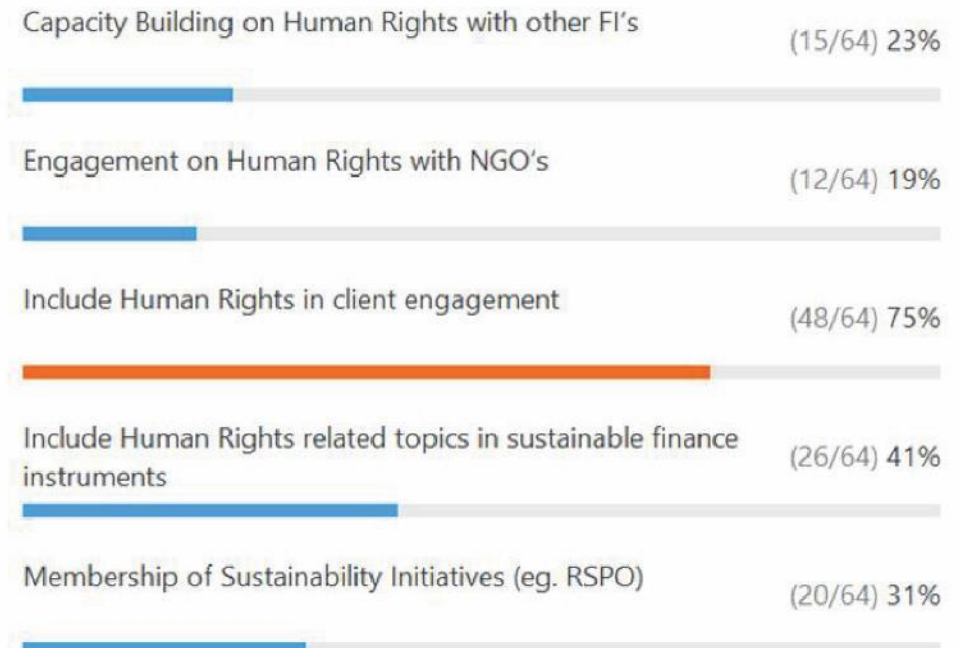 Capacity Building on Human Rights with other FI's
(15/64) 23%
Engagement on Human Rights with NGO's
(12/64) 19%
Include Human Rights in client engagement
(48/64) 75%
Include Human Rights related topics in sustainable finance
instruments
(26/64) 41%
Membership of Sustainability Initiatives (eg. RSPO)
(20/64) 31%